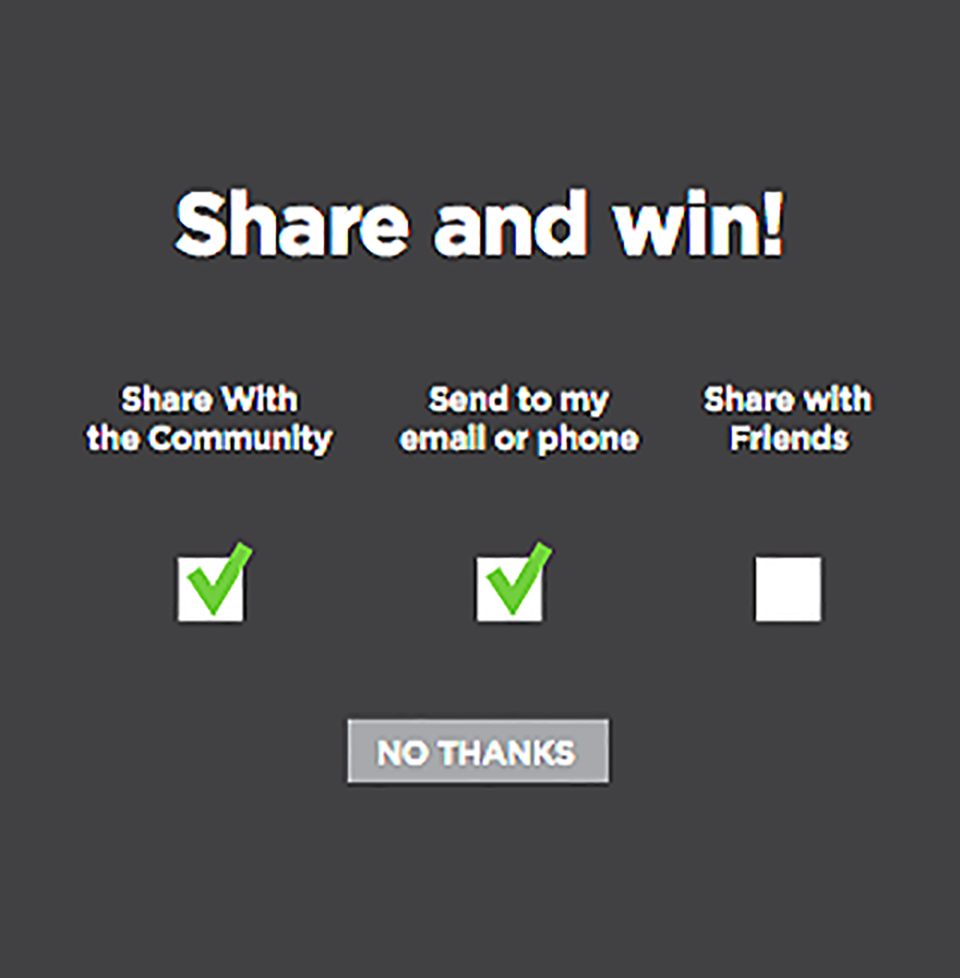 Share and win!
Share With
the Community
Send to my
email or phone
Share with
Friends
NO THANKS